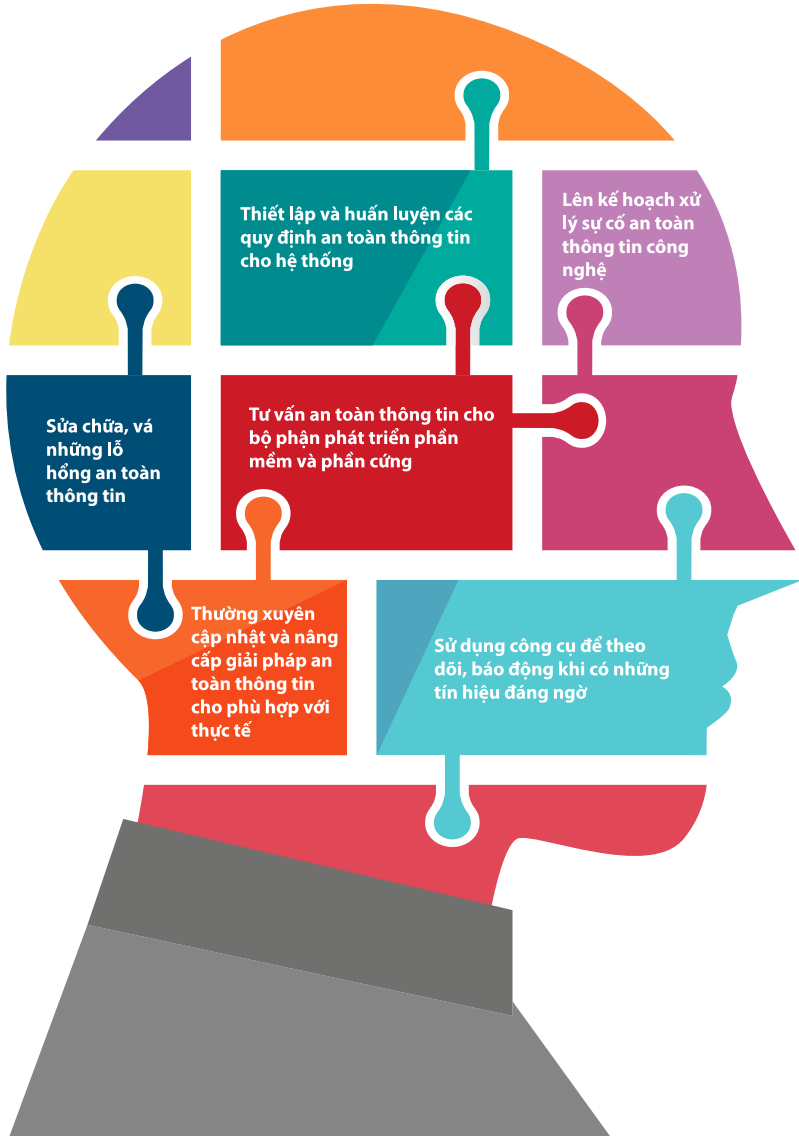 Thiết lập và huấn luyện các
quy định an toàn thông tin
cho hệ thống
Lên kế hoạch xử
lý sự cố an toàn
thông tin công
nghệ
Sửa chữa, vá
những lỗ
hổng an toàn
thông tin
Tư vấn an toàn thông tin cho
bộ phận phát triển phần
mềm và phần cứng
Thường xuyên
cập nhật và nâng
cấp giải pháp an
toàn thông tin
cho phù hợp với
thực tế
Sử dụng công cụ để theo
dõi, báo động khi có những
tín hiệu đáng ngờ